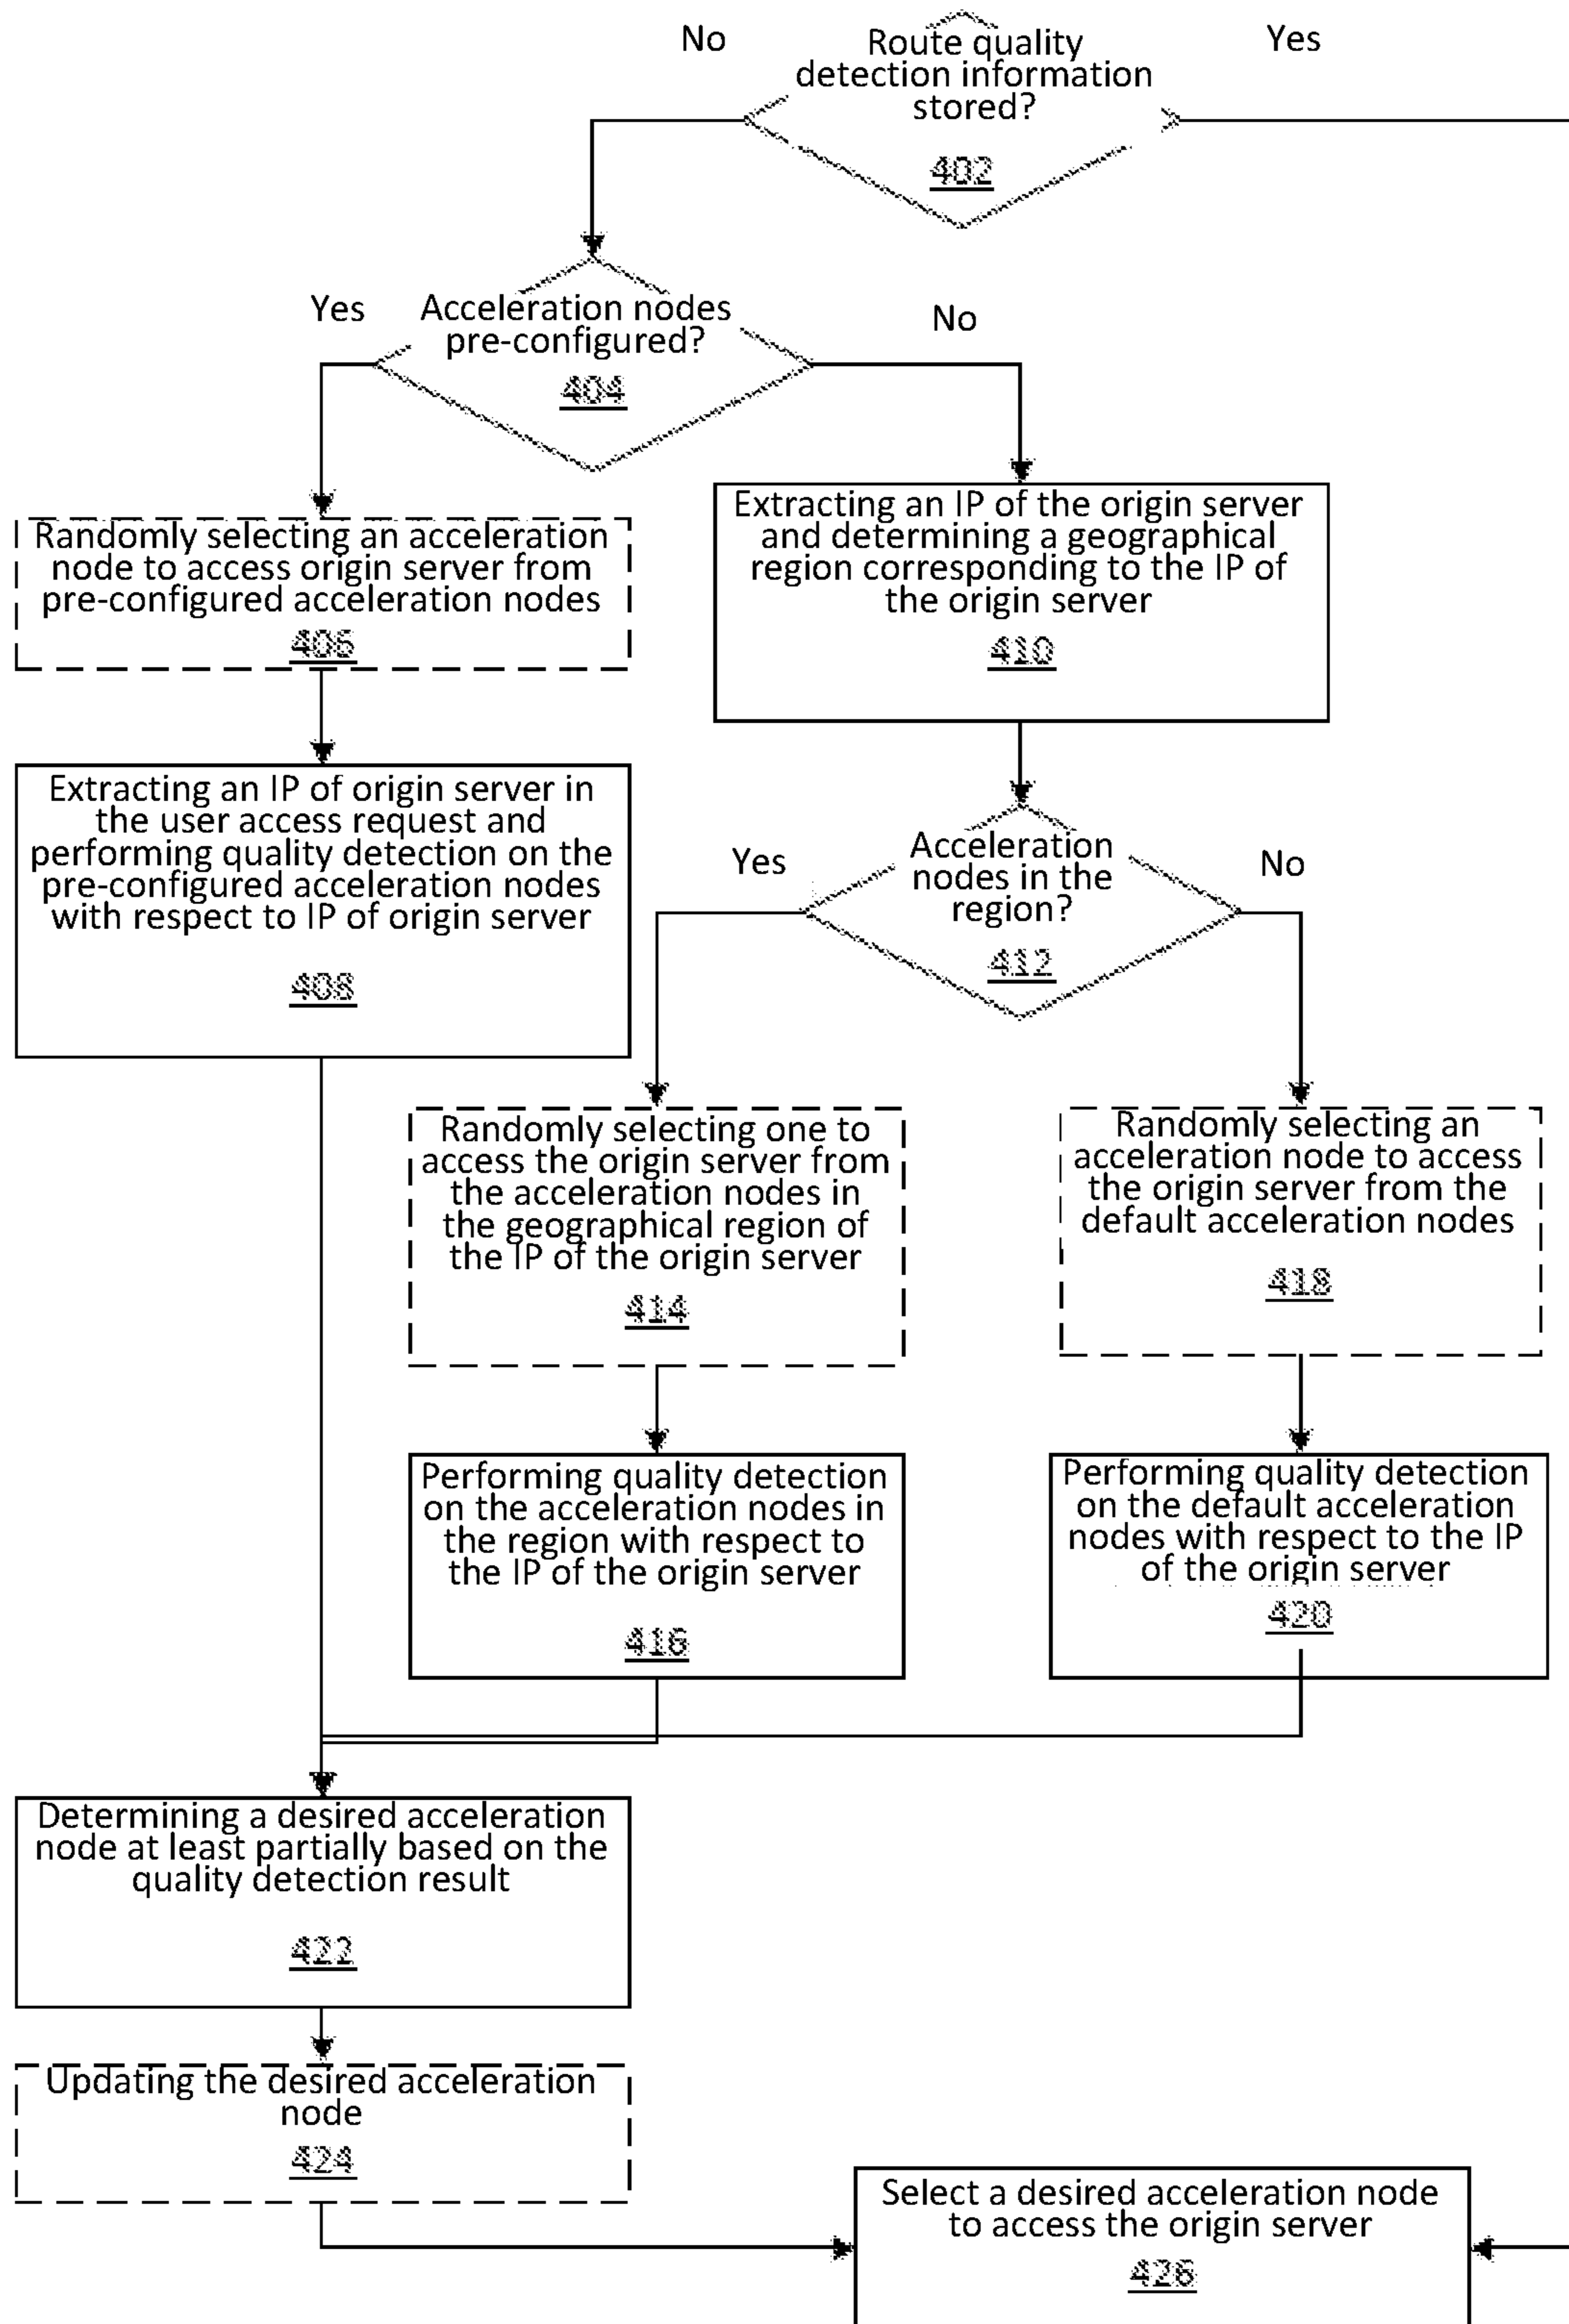 No
Route quality
detection information
stored?
402
Yes
Yes
Acceleration nodes
pre-configured?
404
No
Randomly selecting an acceleration
node to access origin server from
pre-configured acceleration nodes
406
Extracting an IP of the origin server
and determining a geographical
region corresponding to the IP of
the origin server
410
Extracting an IP of origin server in
the user access request and
performing quality detection on the
pre-configured acceleration nodes
with respect to IP of origin server
408
Yes
Acceleration
nodes in the
region?
412
No
Randomly selecting one to
access the origin server from
the acceleration nodes in
the geographical region of
the IP of the origin server
414
Randomly selecting an
acceleration node to access
the origin server from the
default acceleration nodes
418
Performing quality detection
on the acceleration nodes in
the region with respect to
the IP of the origin server
416
Performing quality detection
on the default acceleration
nodes with respect to the IP
of the origin server
420
Determining a desired acceleration
node at least partially based on the
quality detection result
422
Updating the desired acceleration
node
424
Select a desired acceleration node
to access the origin server
426